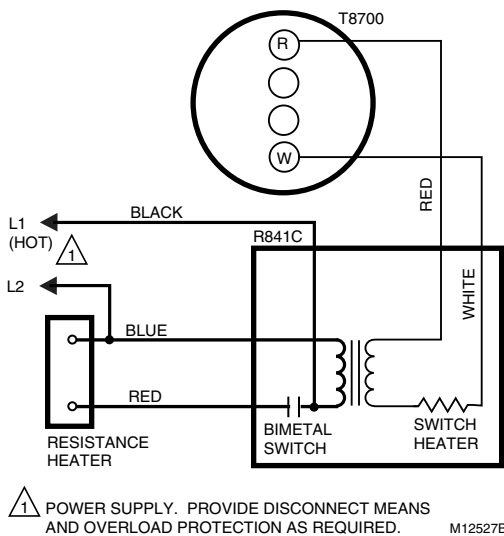 T8700
R
W
RED
WHITE
BLACK
L1
(HOT)
1
R841C
L2
BLUE
RED
BIMETAL
SWITCH
SWITCH
HEATER
RESISTANCE
HEATER
1 POWER SUPPLY. PROVIDE DISCONNECT MEANS
AND OVERLOAD PROTECTION AS REQUIRED.
M12527B